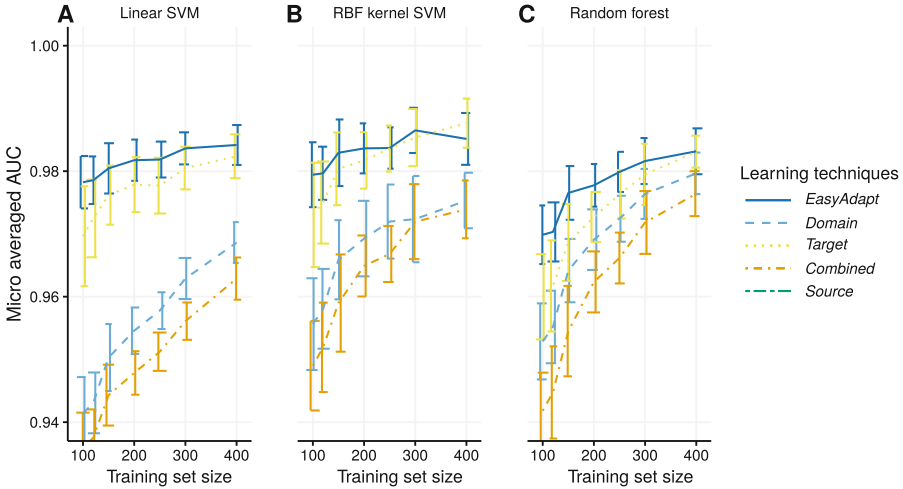 A Linear SVM
B RBF kernel SVM
C Random forest
Micro averaged AUC
1.00
0.98
0.96
0.94
100 200 300 400
100 200 300 400
100 200 300 400
Training set size
Training set size
Training set size
Learning techniques
EasyAdapt
Domain
Target
Combined
Source